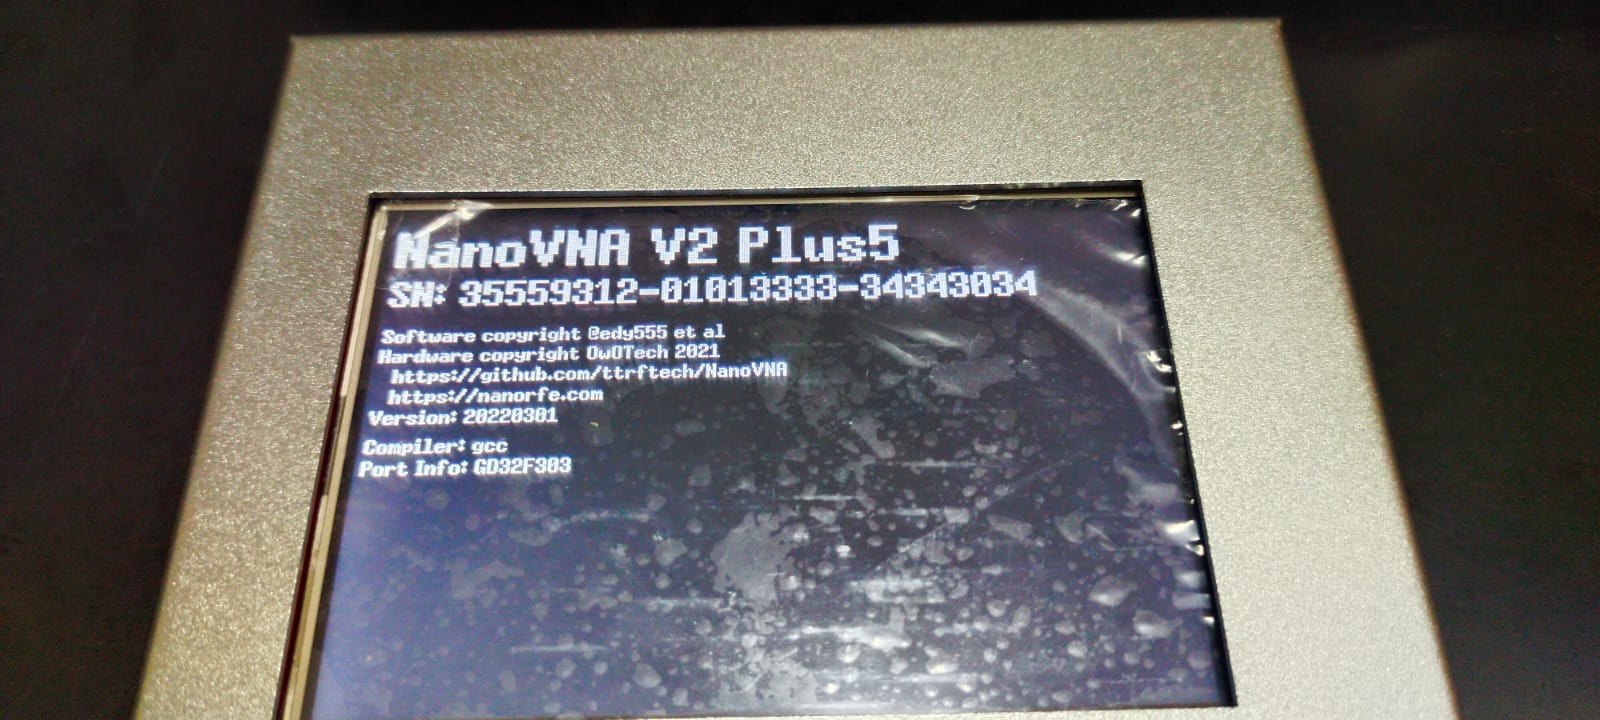 NanoVNA V2 Plus5
SN: 35559312-01013333-34343034
Software copyright @edy555 et al
Hardware copyright OwOTech 2021
https://github.com/ttrftech/NanoVNA
https://nanorfe.com
Version: 20220301
Compiler: gcc
Port Info: GD32F303